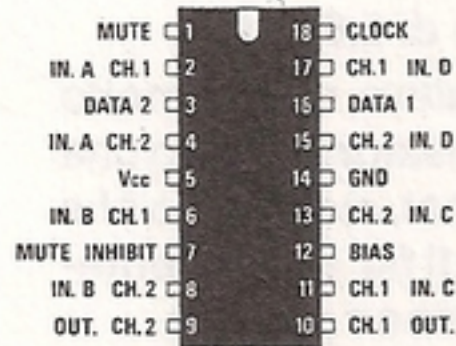 MUTE 1 18 CLOCK
IN. A CH.1 2 17 CH.1 IN. D
DATA 2 3 16 DATA 1
IN. A CH.2 4 15 CH.2 IN. D
Vcc 5 14 GND
IN. B CH.1 6 13 CH.2 IN. C
MUTE INHIBIT 7 12 BIAS
IN. B CH.2 8 11 CH.1 IN. C
OUT. CH.2 9 10 CH.1 OUT.